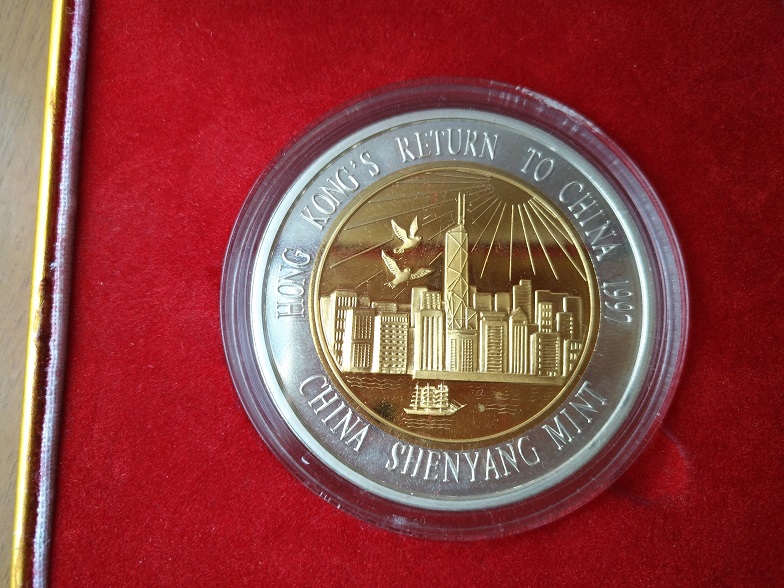 HONG KONG'S RETURN TO CHINA 1997
CHINA SHENYANG MINT